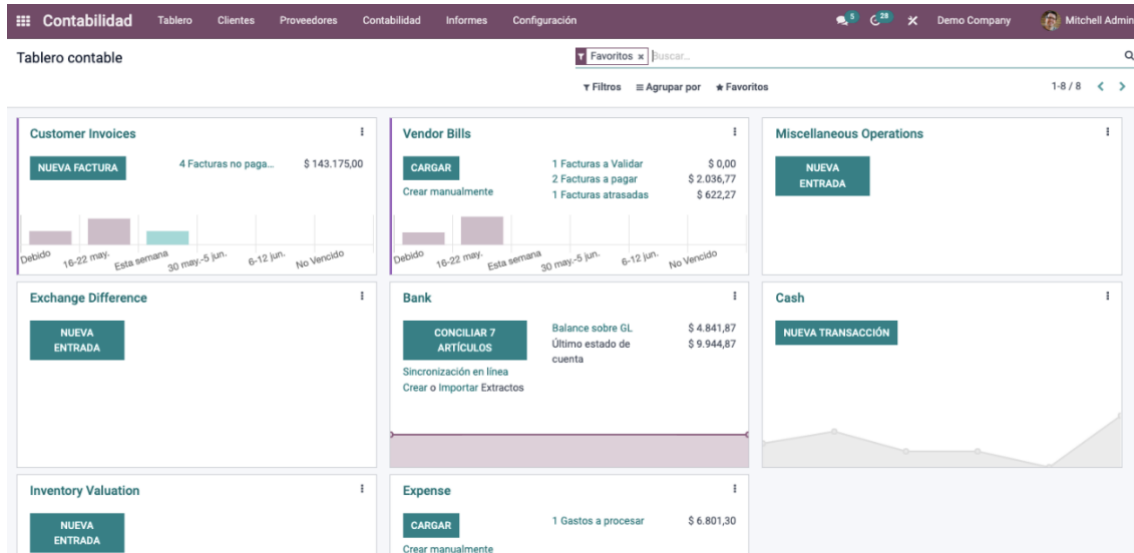 Contabilidad Tablero Clientes Proveedores Contabilidad Informes Configuración 5 28 Demo Company Mitchell Admin
Tablero contable
Favoritos × Buscar...
Filtros Agrupar por Favoritos 1-8 / 8
Customer Invoices
NUEVA FACTURA 4 Facturas no paga... $ 143.175,00
Debido 16-22 may. Esta semana 30 may.-5 jun. 6-12 jun. No Vencido
Vendor Bills
CARGAR 1 Facturas a Validar $ 0,00
2 Facturas a pagar $ 2.036,77
Crear manualmente 1 Facturas atrasadas $ 622,27
Debido 16-22 may. Esta semana 30 may.-5 jun. 6-12 jun. No Vencido
Miscellaneous Operations
NUEVA
ENTRADA
Exchange Difference
NUEVA
ENTRADA
Bank
CONCILIAR 7
ARTÍCULOS
Balance sobre GL $ 4.841,87
Último estado de $ 9.944,87
cuenta
Sincronización en línea
Crear o Importar Extractos
Cash
NUEVA TRANSACCIÓN
Inventory Valuation
NUEVA
ENTRADA
Expense
CARGAR 1 Gastos a procesar $ 6.801,30
Crear manualmente